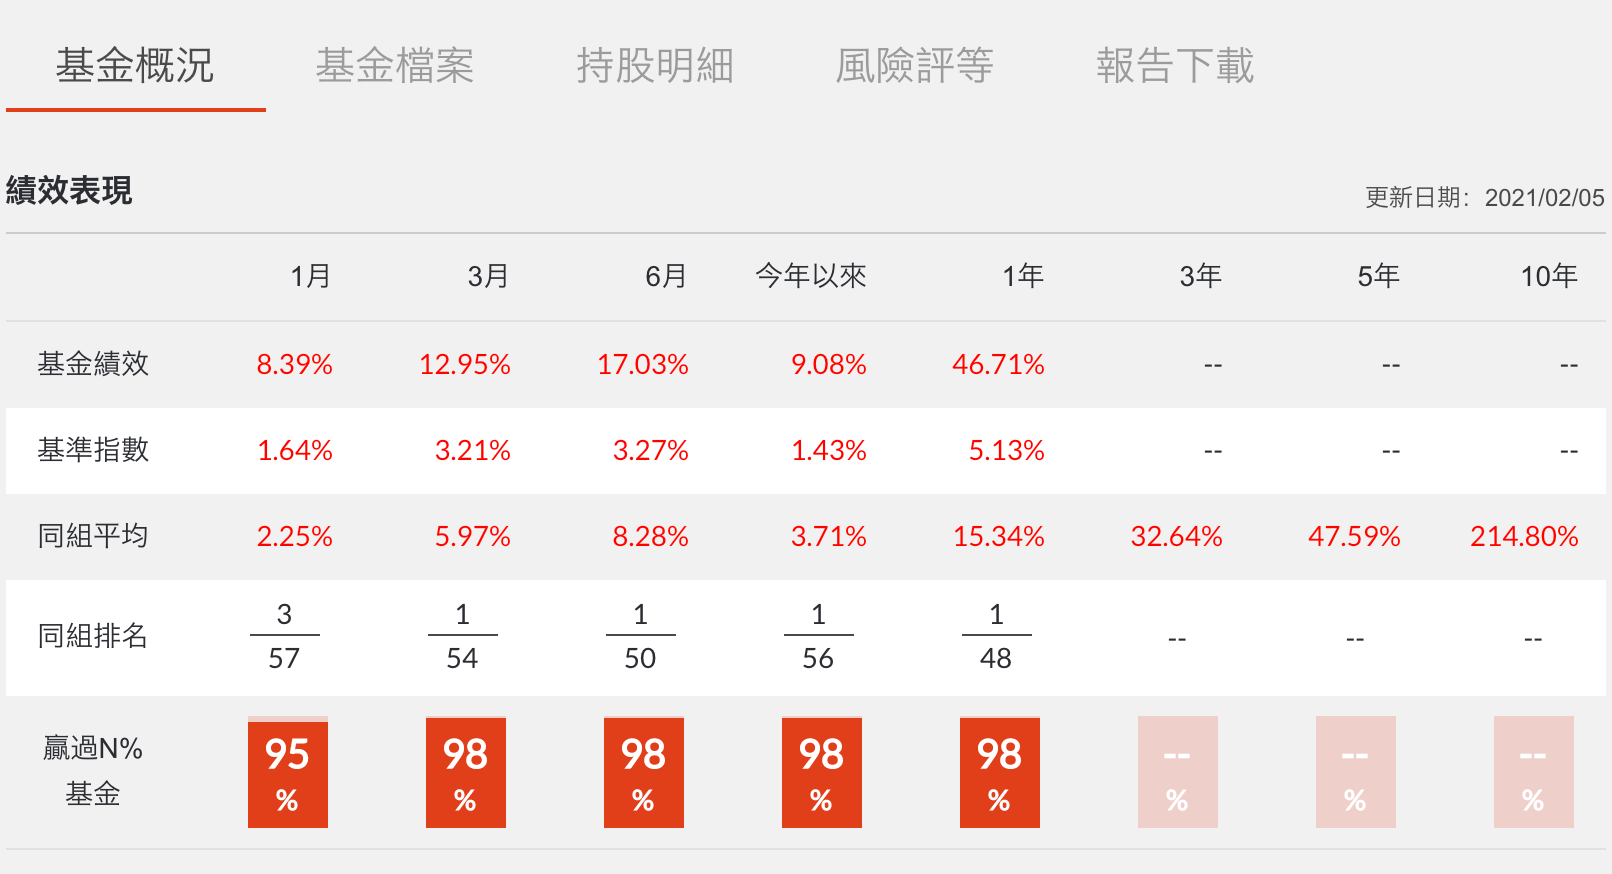 基金概況 基金檔案 持股明細 風險評等 報告下載
績效表現 更新日期：2021/02/05
1月 3月 6月 今年以來 1年 3年 5年 10年
基金績效 8.39% 12.95% 17.03% 9.08% 46.71% -- -- --
基準指數 1.64% 3.21% 3.27% 1.43% 5.13% -- -- --
同組平均 2.25% 5.97% 8.28% 3.71% 15.34% 32.64% 47.59% 214.80%
3 1 1 1 1
同組排名 -- -- --
57 54 50 56 48
贏過N% 95 98 98 98 98 -- -- --
基金 % % % % % % % %